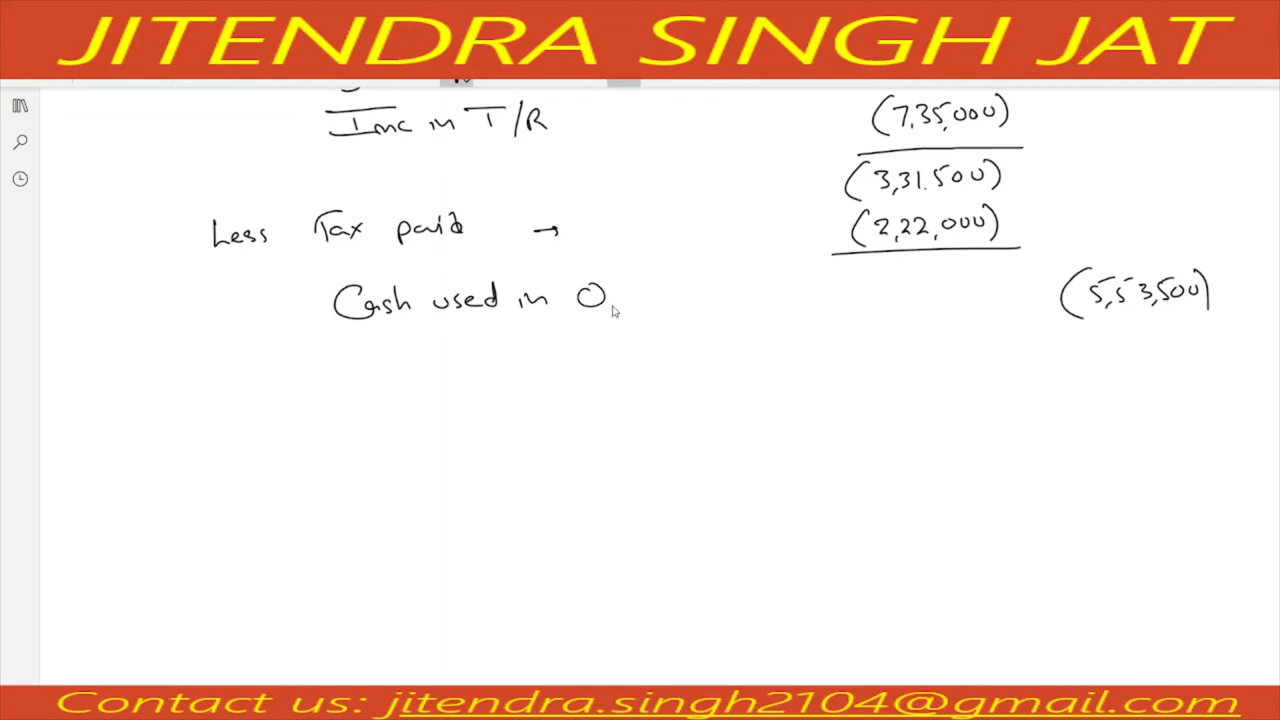 JITENDRA SINGH JAT
Inc in T/R (7,35,000)
(3,31,500)
Less Tax paid → (2,22,000)
Cash used in O (5,53,500)
Contact us: jitendra.singh2104@gmail.com